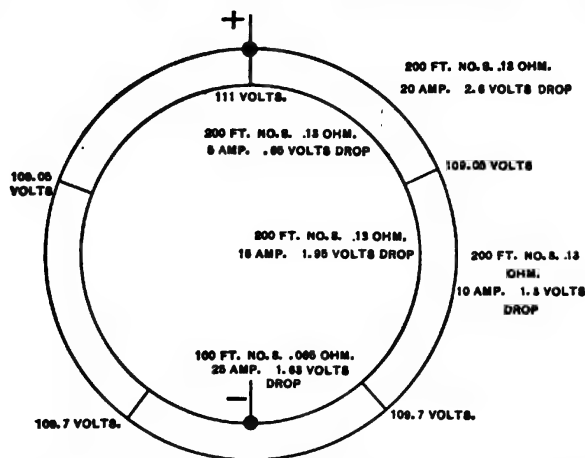 +
200 FT. NO.8. .13 OHM.
20 AMP. 2.6 VOLTS DROP
111 VOLTS.
200 FT. NO.8. .13 OHM.
5 AMP. .65 VOLTS DROP
109.05
VOLTS
109.05 VOLTS
200 FT. NO.8. .13 OHM.
15 AMP. 1.95 VOLTS DROP
200 FT. NO.8. .13
OHM.
10 AMP. 1.3 VOLTS
DROP
100 FT. NO.8. .065 OHM.
25 AMP. 1.63 VOLTS
DROP
−
109.7 VOLTS.
109.7 VOLTS.